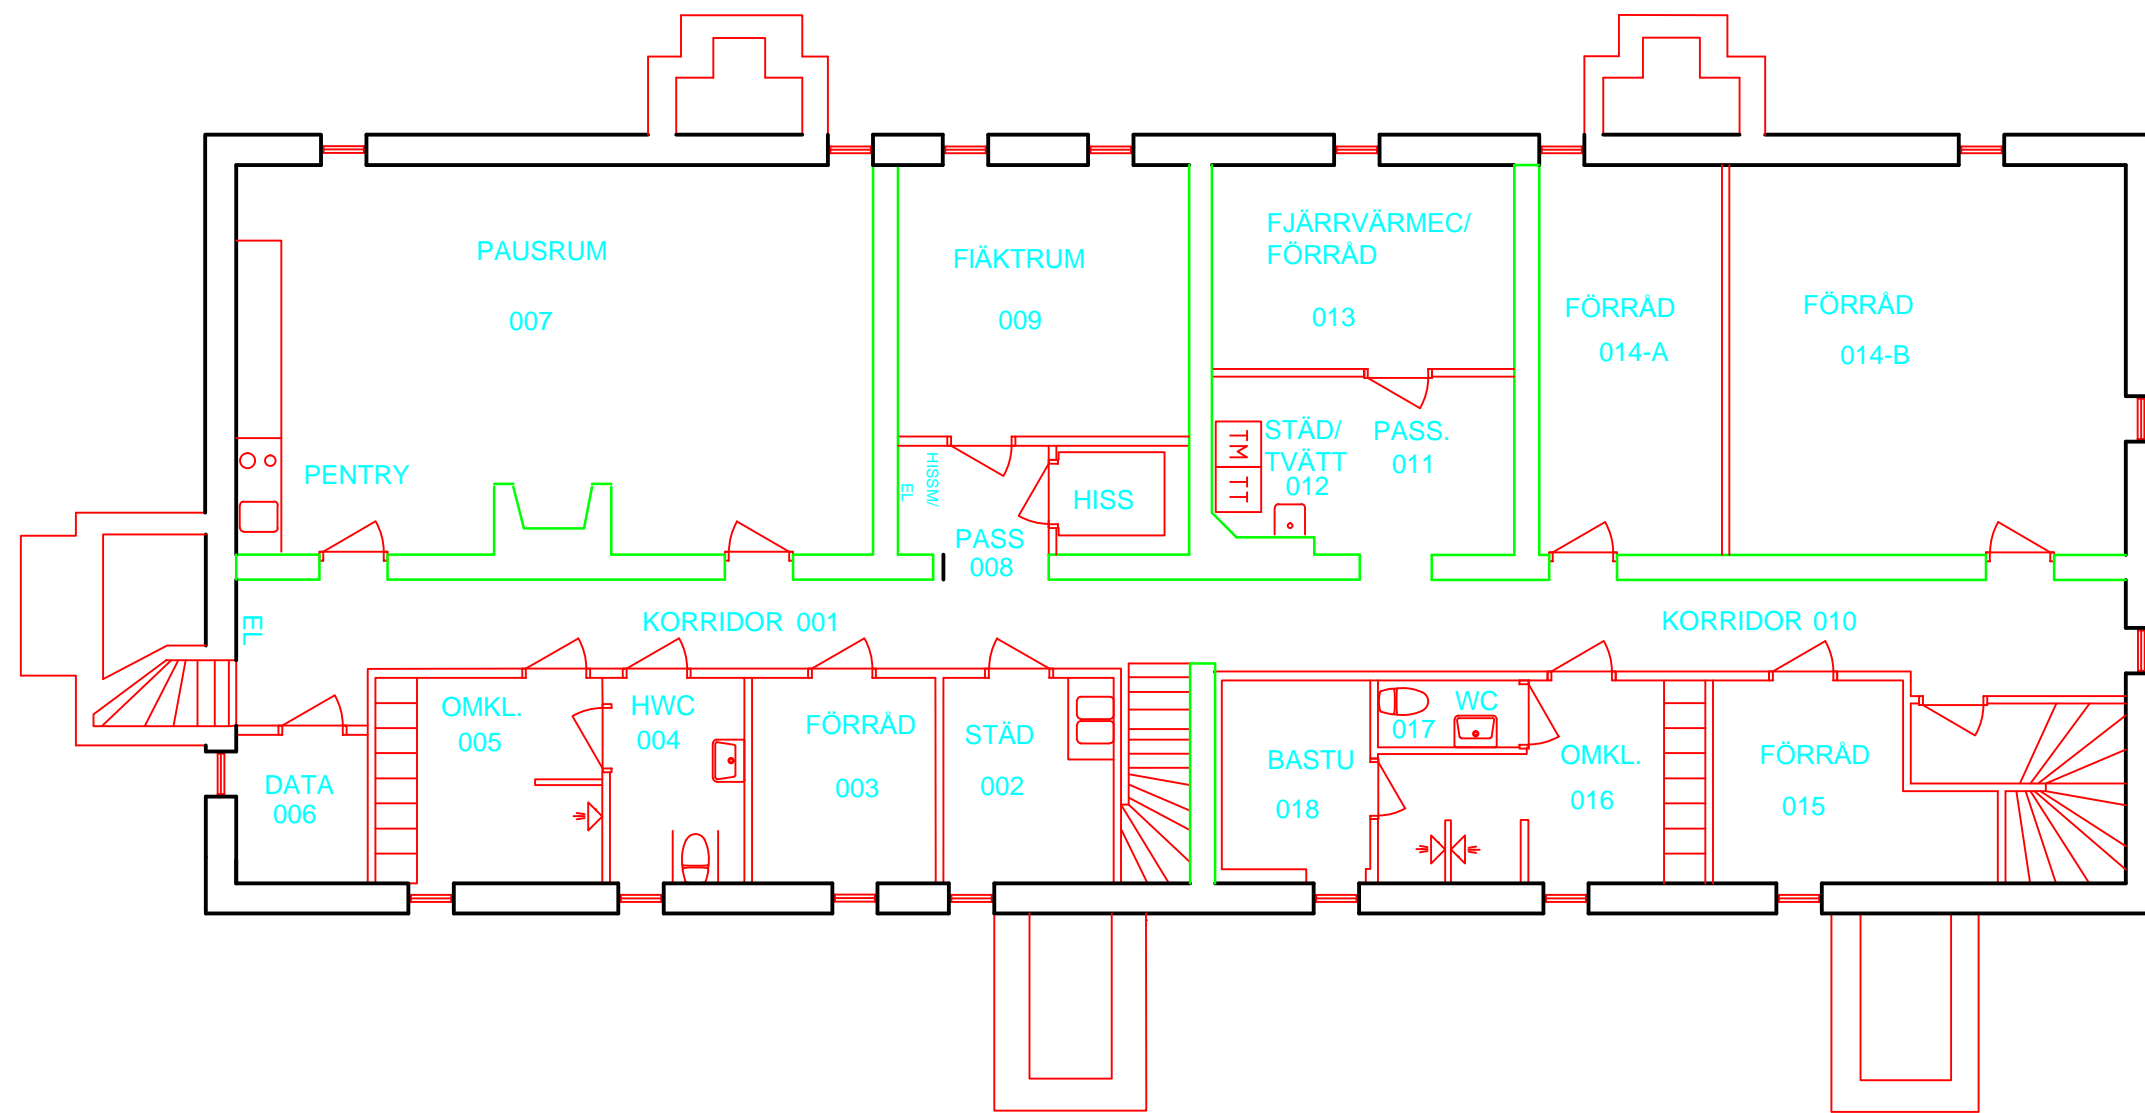 PAUSRUM
007
PENTRY
FIÄKTRUM
009
HISSM/
EL
HISS
PASS
008
FJÄRRVÄRMEC/
FÖRRÅD
013
TM
TT
STÄD/
TVÄTT
012
PASS.
011
FÖRRÅD
014-A
FÖRRÅD
014-B
EL
KORRIDOR 001
KORRIDOR 010
DATA
006
OMKL.
005
HWC
004
FÖRRÅD
003
STÄD
002
BASTU
018
WC
017
OMKL.
016
FÖRRÅD
015